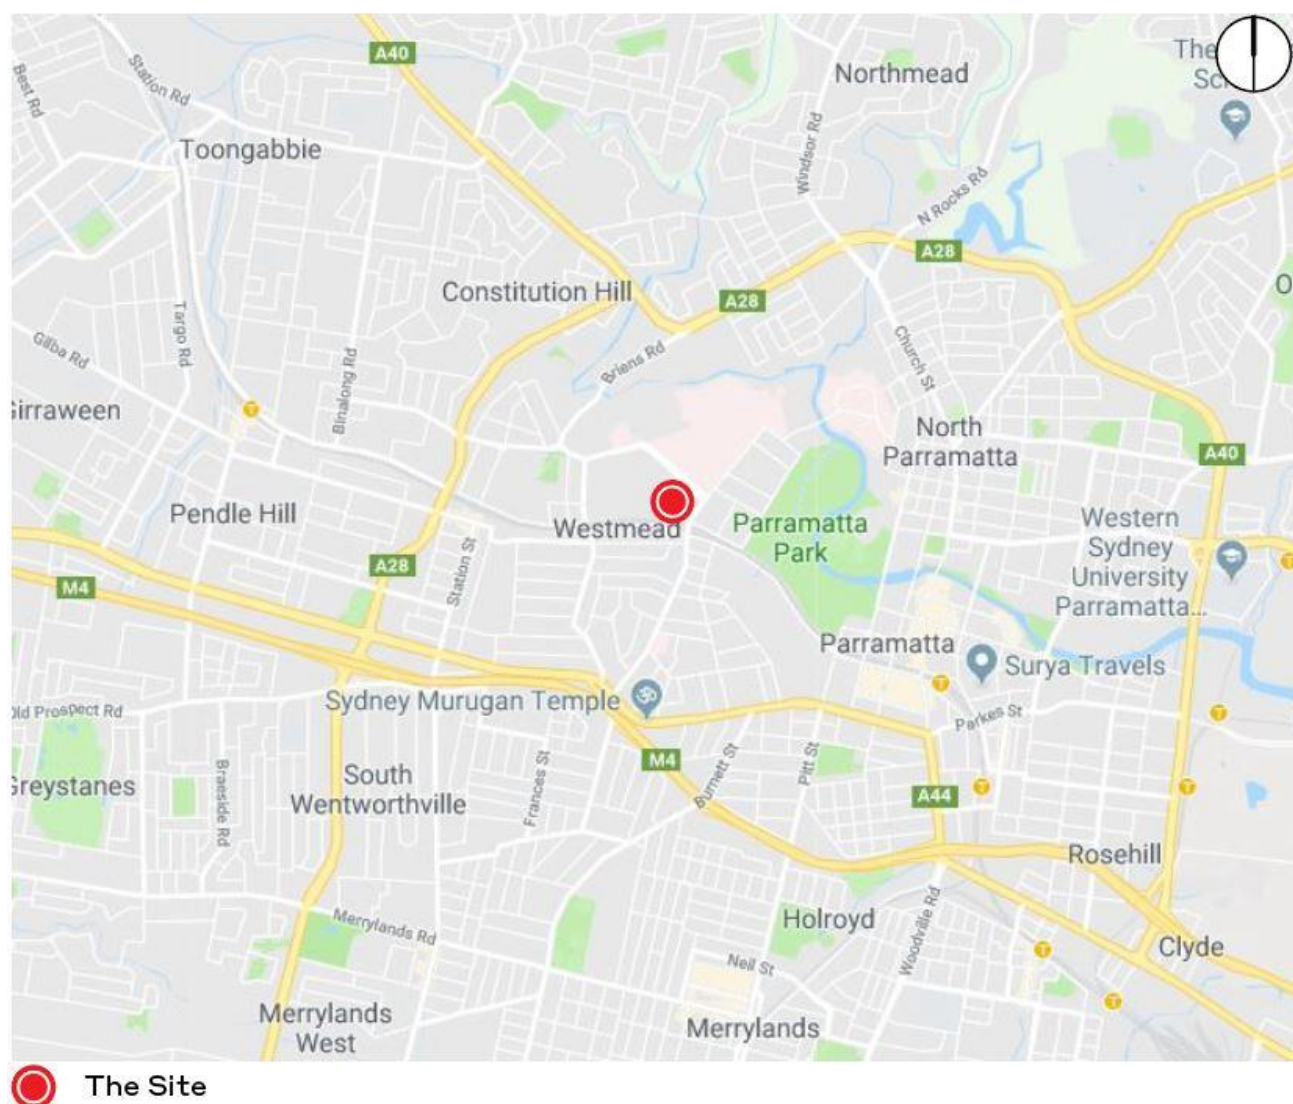 A40
Northmead
The
Sc
Best Rd
Station Rd
Toongabbie
Windsor Rd
N Rocks Rd
A28
Constitution Hill
A28
O
Targo Rd
Gilba Rd
Binalong Rd
Briens Rd
Church St
Girraween
North
Parramatta
A40
Pendle Hill
Westmead
Parramatta
Park
Western
Sydney
University
Parramatta...
Station St
A28
M4
Parramatta
Surya Travels
Sydney Murugan Temple
Old Prospect Rd
Parkes St
M4
Burnett St
Pitt St
Greystanes
South
Wentworthville
Braeside Rd
Frances St
A44
Rosehill
Merrylands Rd
Holroyd
Woodville Rd
Clyde
Neil St
Merrylands
West
Merrylands
The Site